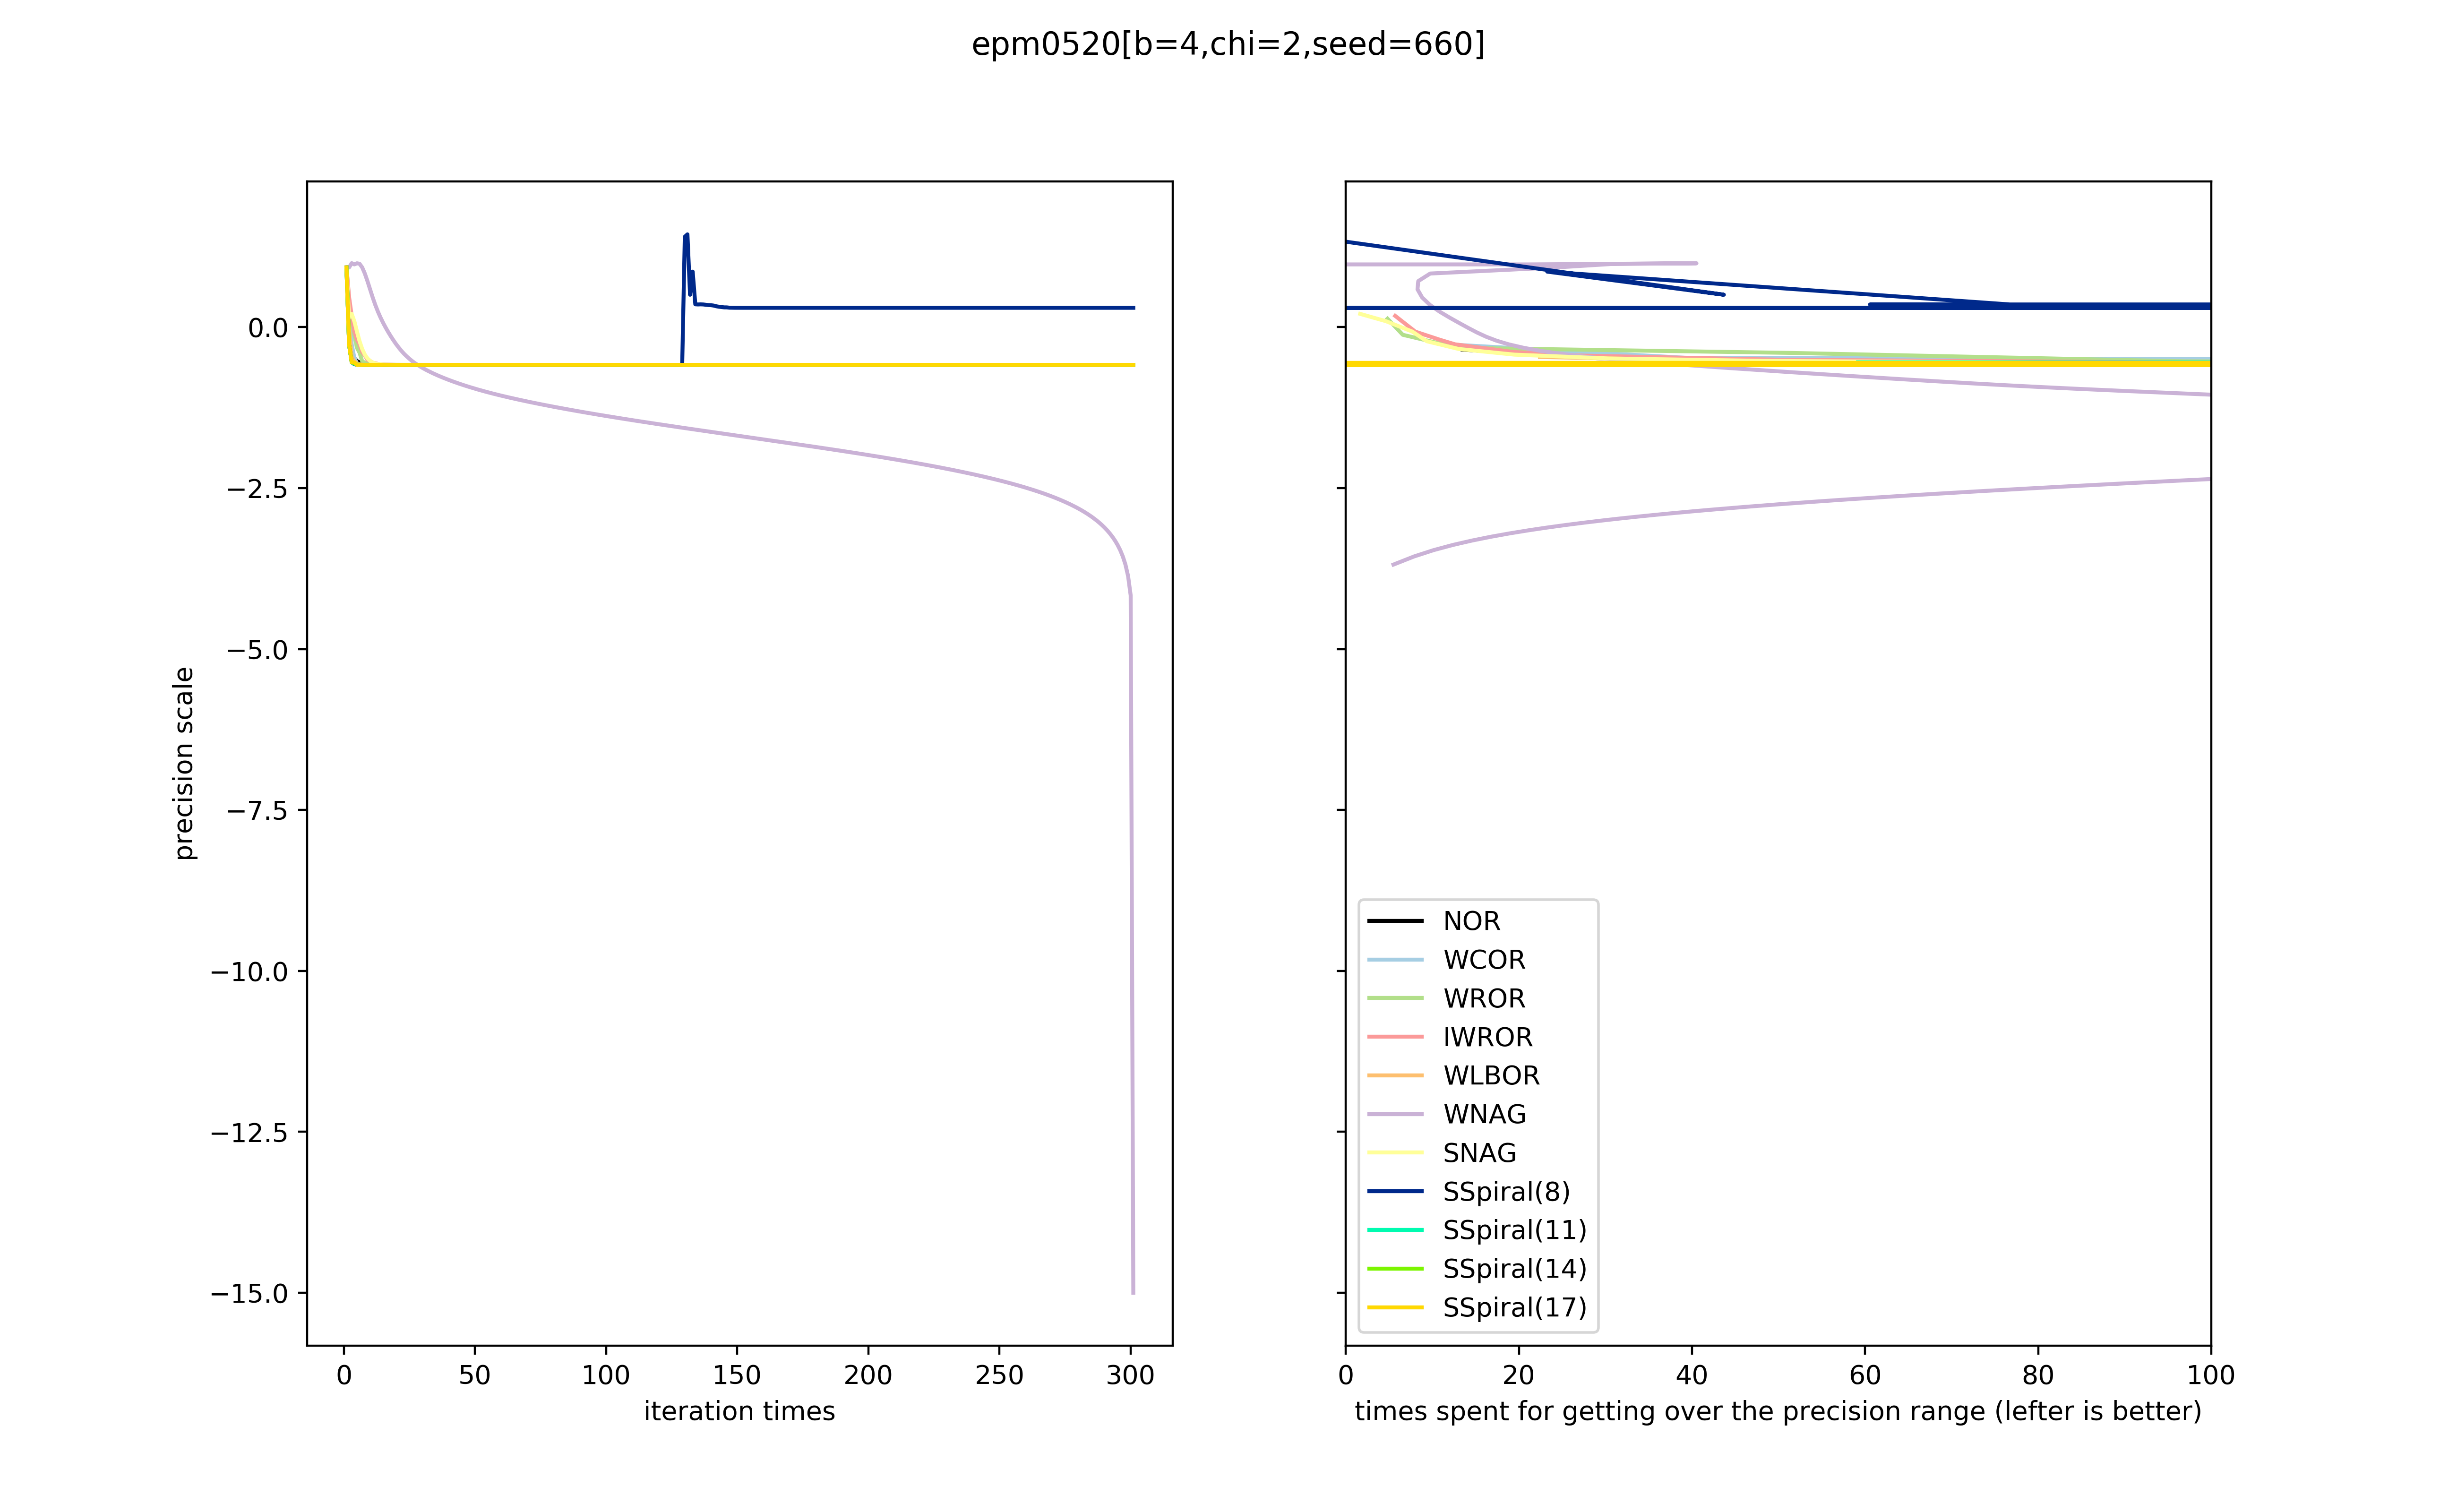 epm0520[b=4,chi=2,seed=660]
precision scale
0.0
−2.5
−5.0
−7.5
−10.0
−12.5
−15.0
0 50 100 150 200 250 300
iteration times
NOR
WCOR
WROR
IWROR
WLBOR
WNAG
SNAG
SSpiral(8)
SSpiral(11)
SSpiral(14)
SSpiral(17)
0 20 40 60 80 100
times spent for getting over the precision range (lefter is better)